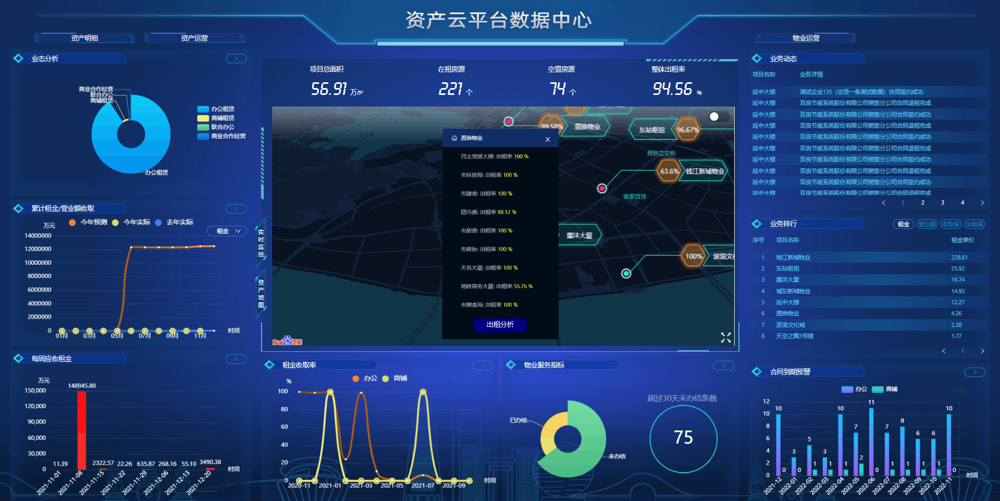 资产云平台数据中心
资产明细
资产运营
物业运营
业态分析
商业合作经营
联合办公
商铺租赁
办公租赁
办公租赁
商铺租赁
联合办公
商业合作经营
累计租金/营业额收取
万元
今年预测
今年实际
去年实际
租金
14000000
12000000
10000000
8000000
6000000
4000000
2000000
0
01月 03月 05月 07月 09月 11月
时间
每周应收租金
万元
150,000
120,000
90,000
60,000
30,000
0
11.39 148945.80 2322.57 22.26 635.87 268.16 55.10 3490.38
2021-11-01 2021-11-08 2021-11-15 2021-11-22 2021-11-29 2021-12-06 2021-12-13 2021-12-20
时间
项目总面积
56.91 万㎡
在租房源
221 个
空置房源
74 个
整体出租率
94.56 %
实时监控
资产地图
99.58% 置换物业
东站枢纽 96.67%
艮秋立交桥
63.6% 钱江新城物业
银泰百货
蕙沣大厦
100%
置换物业 X
民主党派大楼: 出租率 100 %
市科技局: 出租率 100 %
市建委: 出租率 100 %
团市委: 出租率 88.12 %
市旅委: 出租率 100 %
市政协: 出租率 100 %
天名大厦: 出租率 100 %
地铁商务大厦: 出租率 55.76 %
市粮食局: 出租率 100 %
出租分析
Bai du 地图
租金收取率
%
办公 商铺
100
80
60
40
20
0
2020-11 2021-01 2021-03 2021-05 2021-07 2021-09
时间
物业服务指标
已办结
未办结
超过30天未办结条数
75
业务动态
项目名称 业务详情
延中大楼 测试企业135（这是一条测试数据）合同签约成功
延中大楼 双良节能系统股份有限公司销售分公司合同退租完成
延中大楼 双良节能系统股份有限公司销售分公司合同签约成功
延中大楼 双良节能系统股份有限公司销售分公司合同退租完成
延中大楼 双良节能系统股份有限公司销售分公司合同签约成功
延中大楼 双良节能系统股份有限公司销售分公司合同退租完成
延中大楼 双良节能系统股份有限公司销售分公司合同签约成功
延中大楼 双良节能系统股份有限公司销售分公司合同退租完成
延中大楼 双良节能系统股份有限公司销售分公司合同签约成功
延中大楼 双良节能系统股份有限公司销售分公司合同退租完成
< 1 2 3 4 >
业务排行
租金 营业额 收取率 出租率
序号 项目名称 租金单价
1 钱江新城物业 228.81
2 东站枢纽 25.92
3 蕙沣大厦 16.74
4 城东新城物业 14.95
5 延中大楼 12.27
6 置换物业 4.26
7 波浪文化城 2.38
8 天空之翼3号楼 1.77
< 1 >
合同到期预警
办公 商铺
12
10
8
6
4
2
0
10 0 3 0 5 1 3 1 10 1 7 2 11 0 7 1 8 1 6 1 6 1 10 0
2021-12 2022-01 2022-02 2022-03 2022-04 2022-05 2022-06 2022-07 2022-08 2022-09 2022-10 2022-11
时间